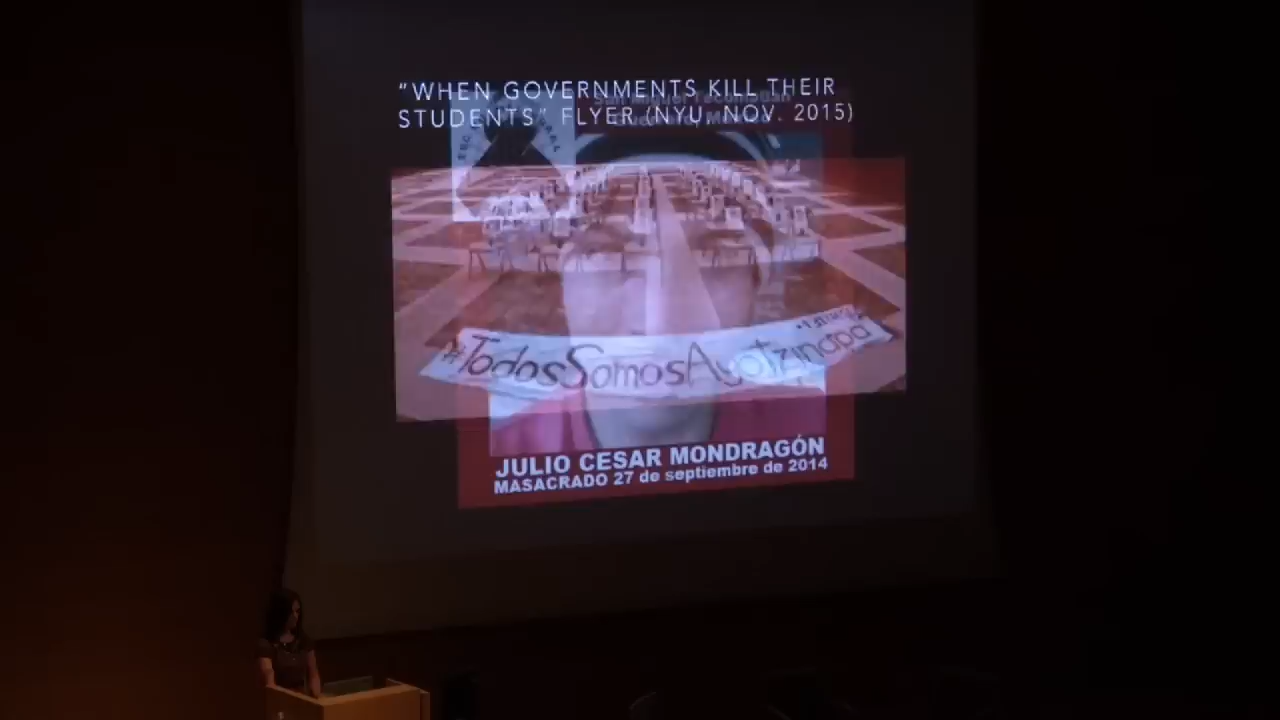 "WHEN GOVERNMENTS KILL THEIR
STUDENTS" FLYER (NYU, NOV. 2015)
#TodosSomosAyotzinapa
JULIO CESAR MONDRAGÓN
MASACRADO 27 de septiembre de 2014